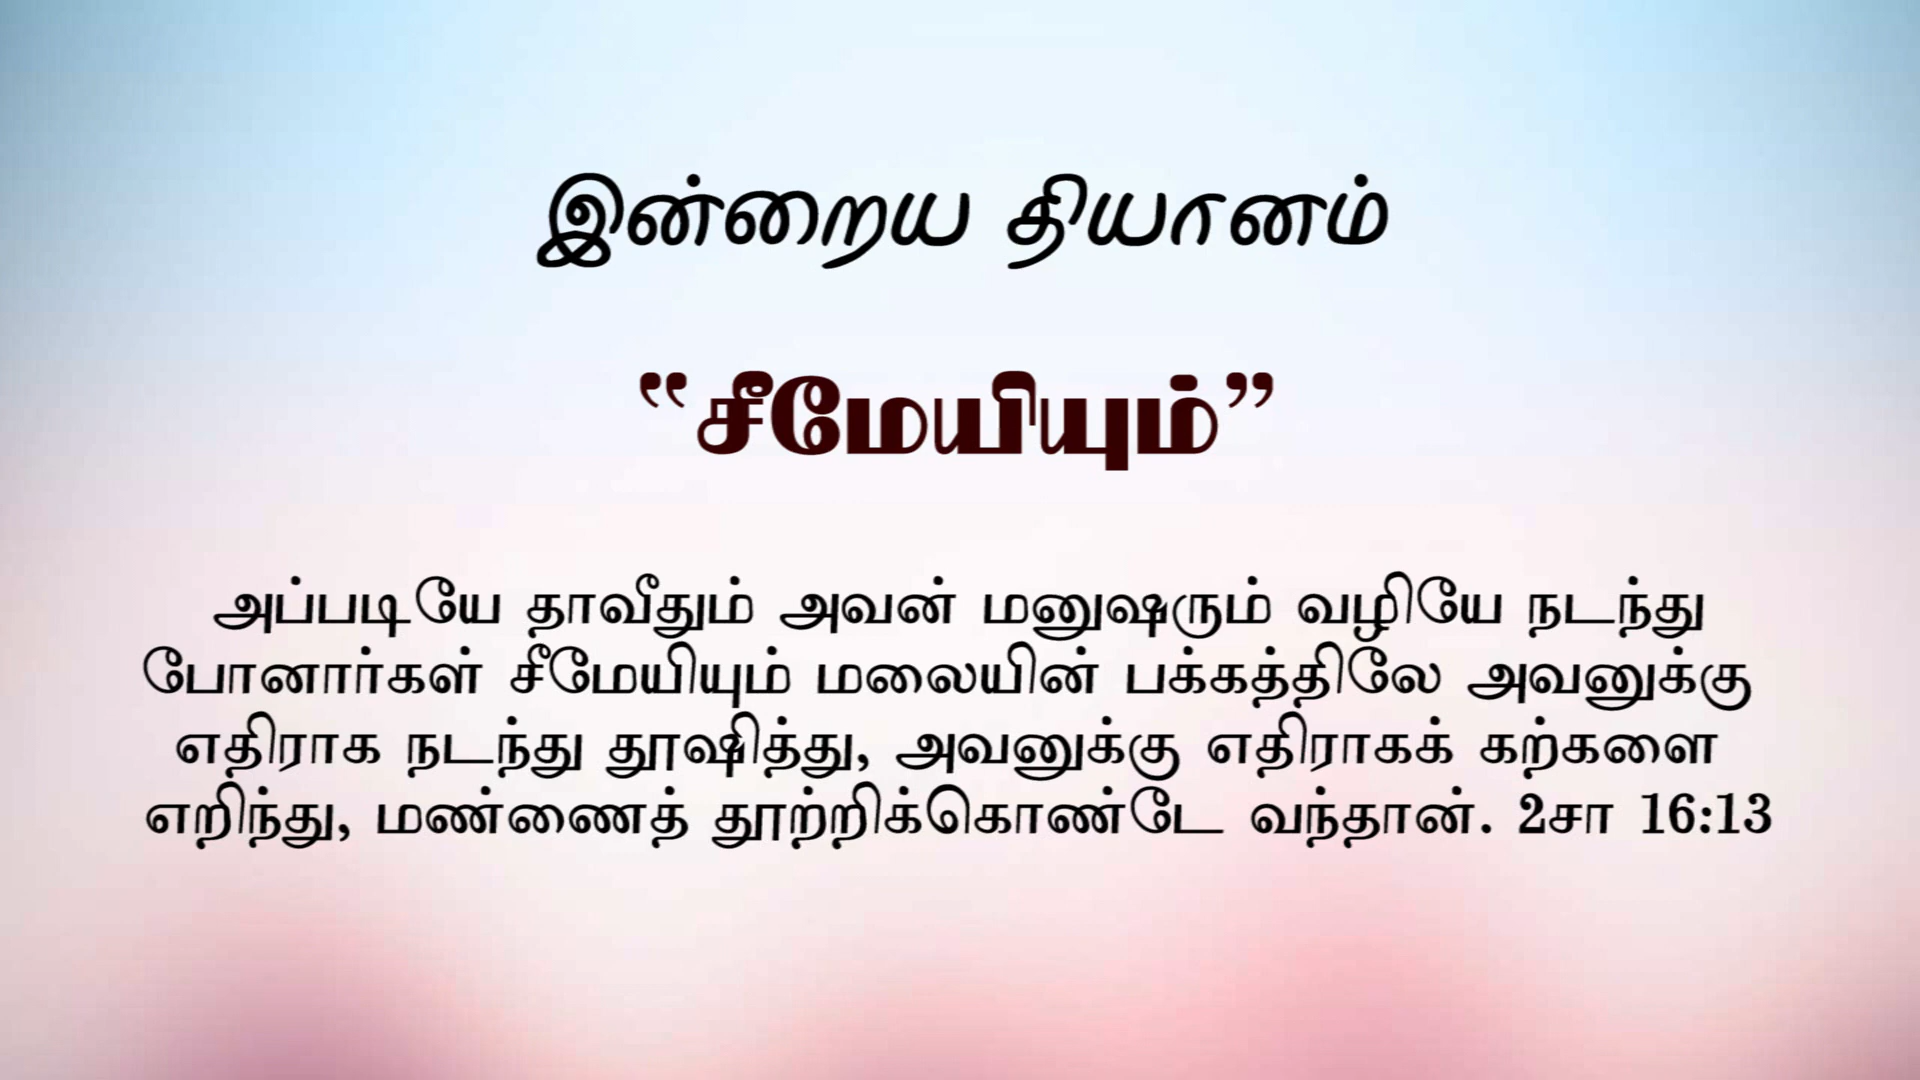 இன்றைய தியானம்
“சீமேயியும்”
அப்படியே தாவீதும் அவன் மனுஷரும் வழியே நடந்து
போனார்கள் சீமேயியும் மலையின் பக்கத்திலே அவனுக்கு
எதிராக நடந்து தூஷித்து, அவனுக்கு எதிராகக் கற்களை
எறிந்து, மண்ணைத் தூற்றிக்கொண்டே வந்தான். 2சா 16:13